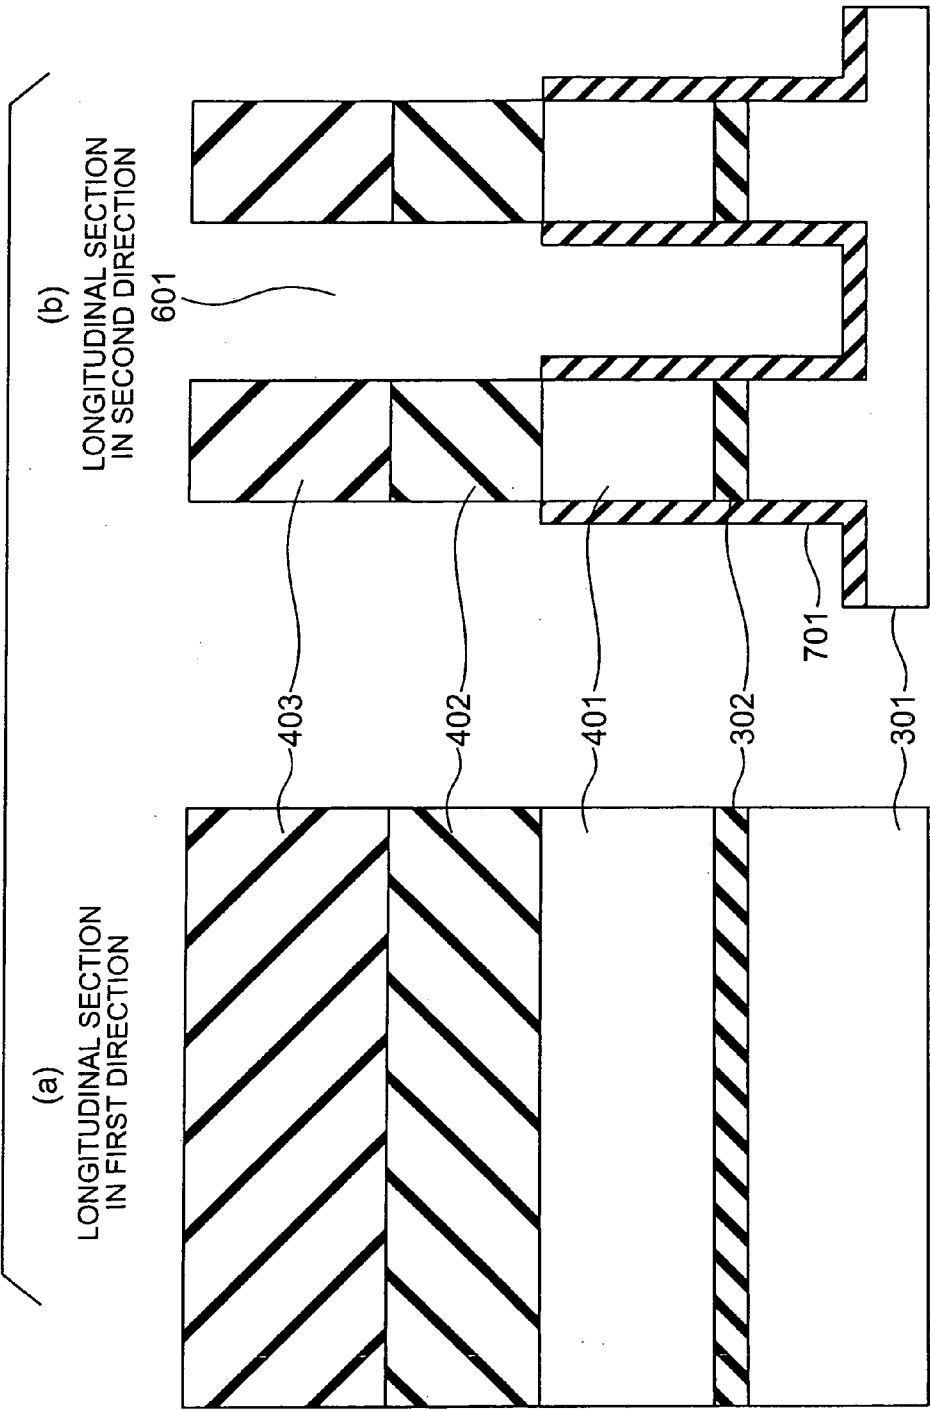 (a)
LONGITUDINAL SECTION
IN FIRST DIRECTION
(b)
LONGITUDINAL SECTION
IN SECOND DIRECTION
601
403
402
401
302
701
301